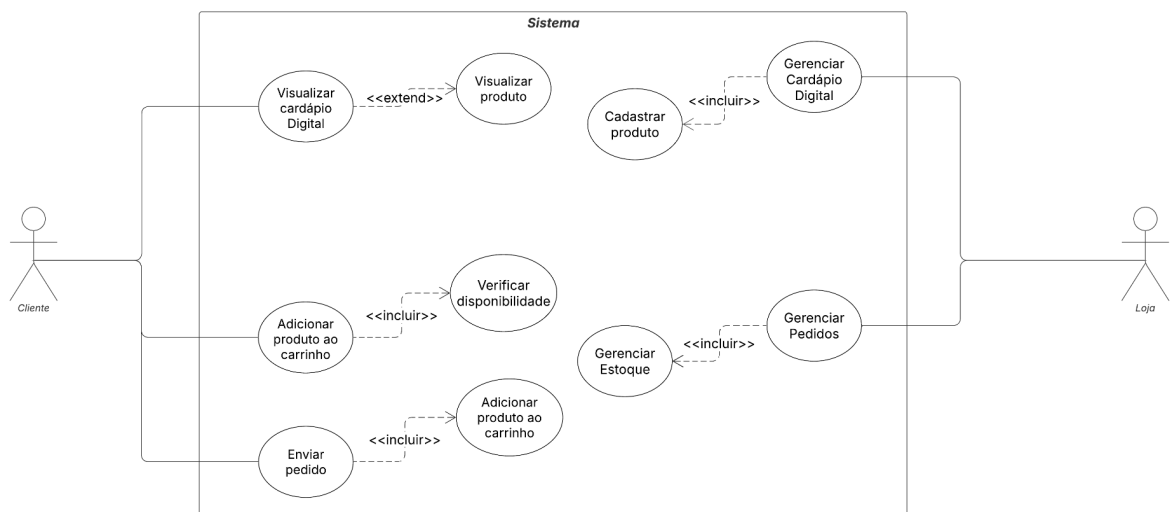 Sistema
Visualizar
cardápio
Digital
<<extend>>
Visualizar
produto
Cadastrar
produto
<<incluir>>
Gerenciar
Cardápio
Digital
Cliente
Loja
Adicionar
produto ao
carrinho
<<incluir>>
Verificar
disponibilidade
Gerenciar
Estoque
<<incluir>>
Gerenciar
Pedidos
Enviar
pedido
<<incluir>>
Adicionar
produto ao
carrinho